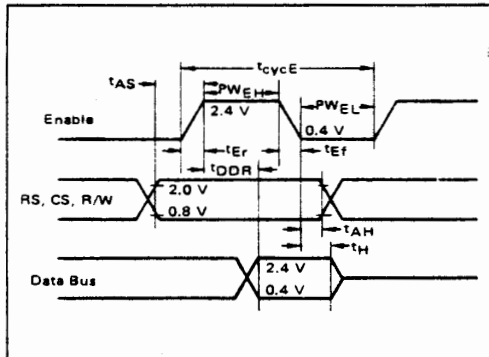 tcycE
tAS
PWEH
PWEL
2.4 V
0.4 V
Enable
tEr
tEf
tDDR
2.0 V
RS, CS, R/W
0.8 V
tAH
tH
2.4 V
Data Bus
0.4 V